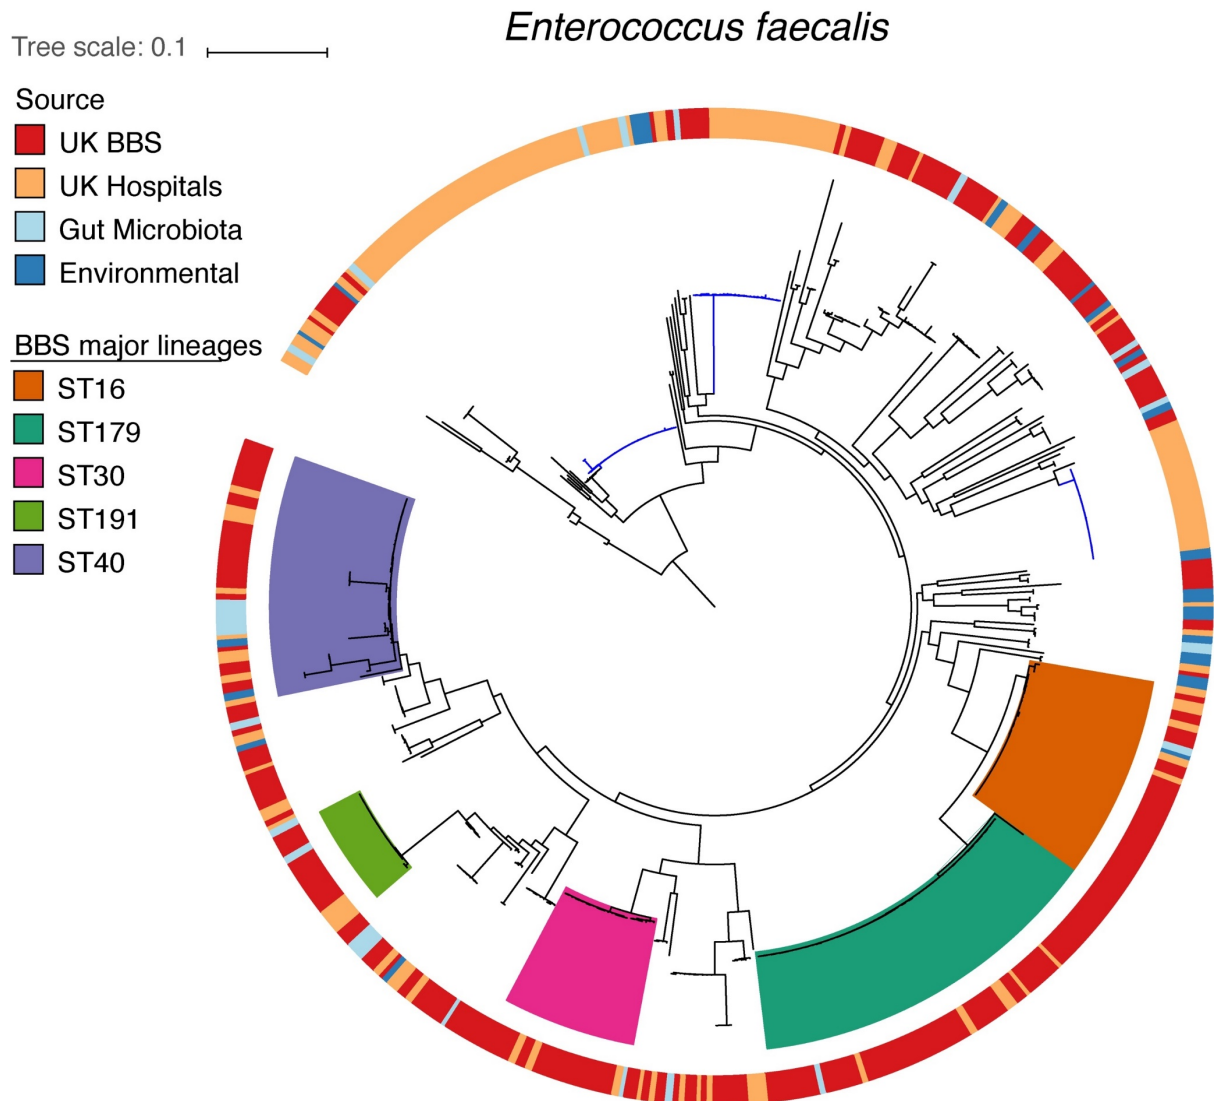 Enterococcus faecalis
Tree scale: 0.1
Source
UK BBS
UK Hospitals
Gut Microbiota
Environmental
BBS major lineages
ST16
ST179
ST30
ST191
ST40